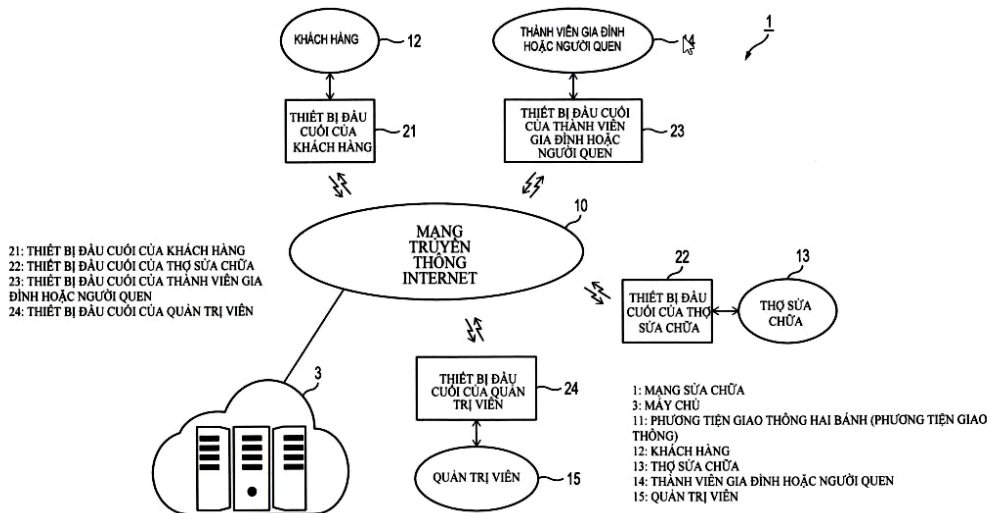 KHÁCH HÀNG
12
THÀNH VIÊN GIA ĐÌNH
HOẶC NGƯỜI QUEN
1
THIẾT BỊ ĐẦU
CUỐI CỦA
KHÁCH HÀNG
21
THIẾT BỊ ĐẦU CUỐI
CỦA THÀNH VIÊN
GIA ĐÌNH HOẶC
NGƯỜI QUEN
23
10
MẠNG
TRUYỀN
THÔNG
INTERNET
21: THIẾT BỊ ĐẦU CUỐI CỦA KHÁCH HÀNG
22: THIẾT BỊ ĐẦU CUỐI CỦA THỢ SỬA CHỮA
23: THIẾT BỊ ĐẦU CUỐI CỦA THÀNH VIÊN GIA
ĐÌNH HOẶC NGƯỜI QUEN
24: THIẾT BỊ ĐẦU CUỐI CỦA QUẢN TRỊ VIÊN
22
THIẾT BỊ ĐẦU
CUỐI CỦA THỢ
SỬA CHỮA
13
THỢ SỬA
CHỮA
3
THIẾT BỊ ĐẦU
CUỐI CỦA QUẢN
TRỊ VIÊN
24
QUẢN TRỊ VIÊN
15
1: MẠNG SỬA CHỮA
3: MÁY CHỦ
11: PHƯƠNG TIỆN GIAO THÔNG HAI BÁNH (PHƯƠNG TIỆN GIAO
THÔNG)
12: KHÁCH HÀNG
13: THỢ SỬA CHỮA
14: THÀNH VIÊN GIA ĐÌNH HOẶC NGƯỜI QUEN
15: QUẢN TRỊ VIÊN